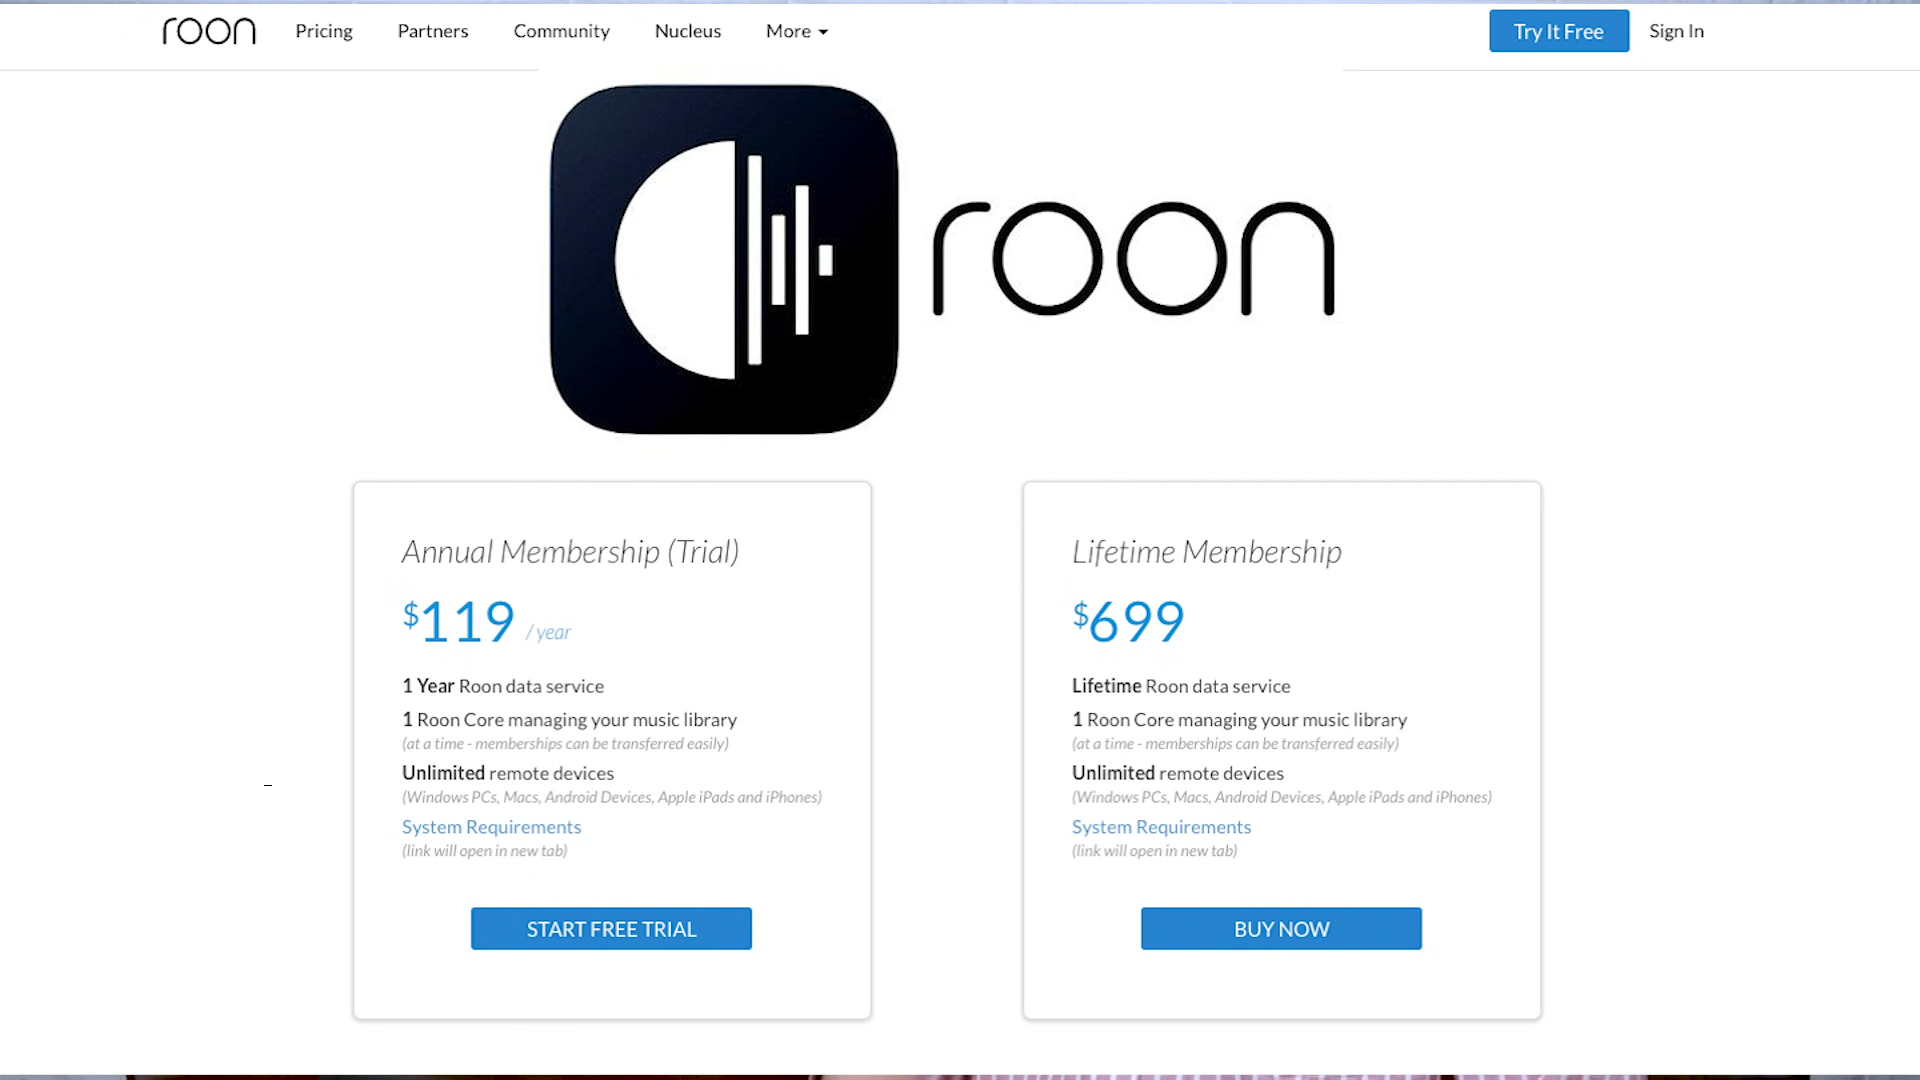 roon Pricing Partners Community Nucleus More Try It Free Sign In
roon
Annual Membership (Trial)
$119 / year
1 Year Roon data service
1 Roon Core managing your music library
(at a time - memberships can be transferred easily)
Unlimited remote devices
(Windows PCs, Macs, Android Devices, Apple iPads and iPhones)
System Requirements
(link will open in new tab)
START FREE TRIAL
Lifetime Membership
$699
Lifetime Roon data service
1 Roon Core managing your music library
(at a time - memberships can be transferred easily)
Unlimited remote devices
(Windows PCs, Macs, Android Devices, Apple iPads and iPhones)
System Requirements
(link will open in new tab)
BUY NOW